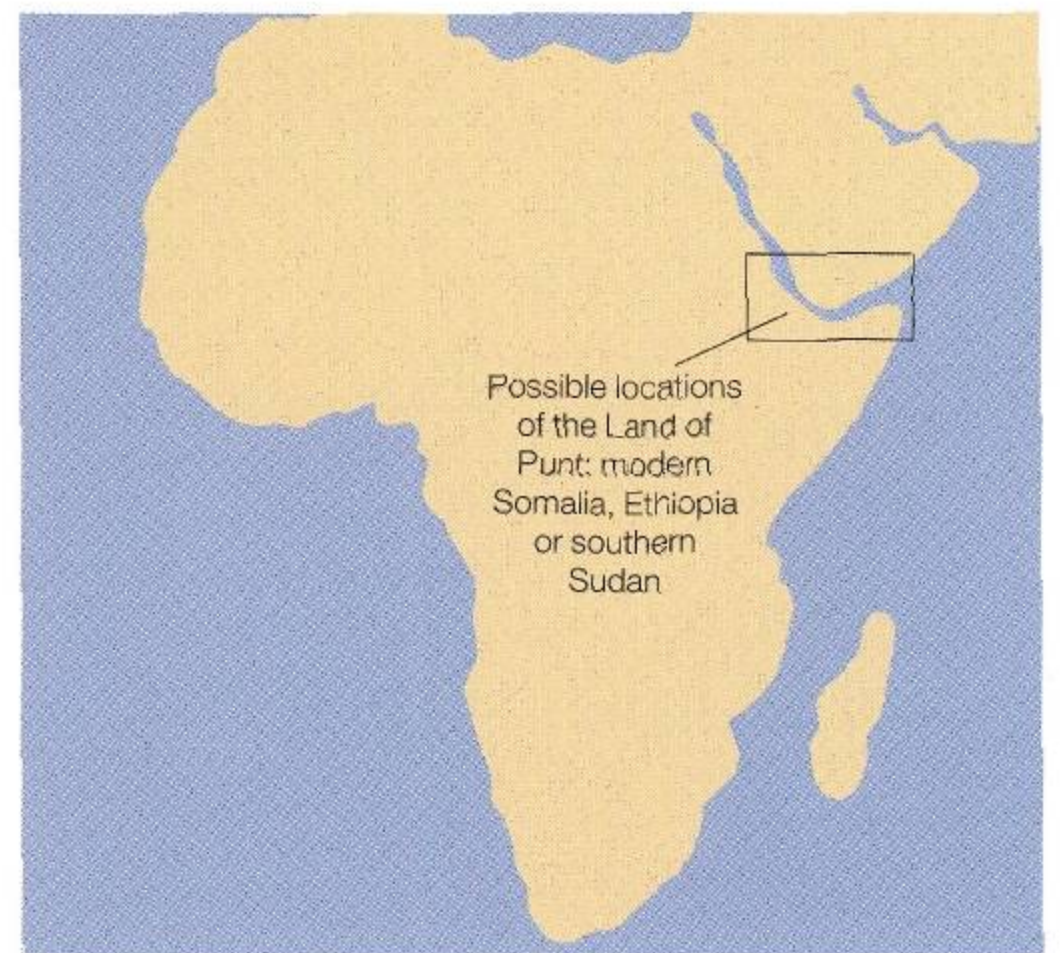 Possible locations
of the Land of
Punt: modern
Somalia, Ethiopia
or southern
Sudan